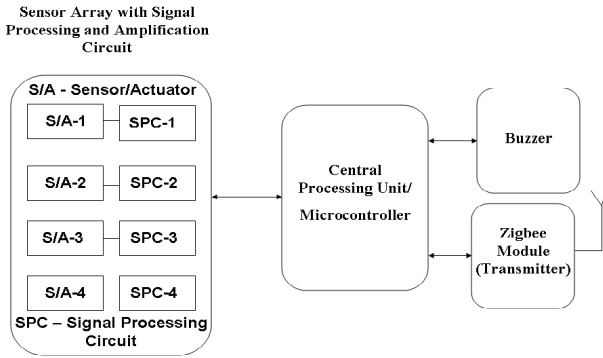 Sensor Array with Signal
Processing and Amplification
Circuit
S/A - Sensor/Actuator
S/A-1
SPC-1
S/A-2
SPC-2
S/A-3
SPC-3
S/A-4
SPC-4
SPC – Signal Processing
Circuit
Central
Processing Unit/
Microcontroller
Buzzer
Zigbee
Module
(Transmitter)